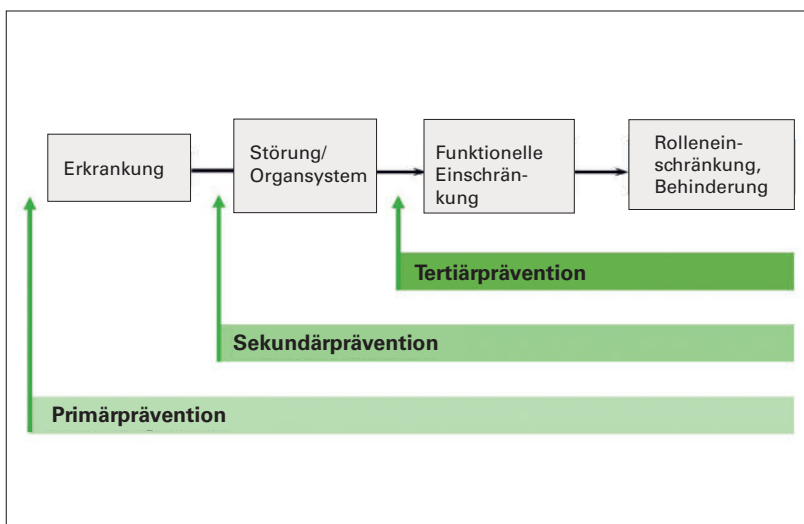 Erkrankung
Störung/
Organsystem
Funktionelle
Einschrän-
kung
Rollenein-
schränkung,
Behinderung
Tertiärprävention
Sekundärprävention
Primärprävention